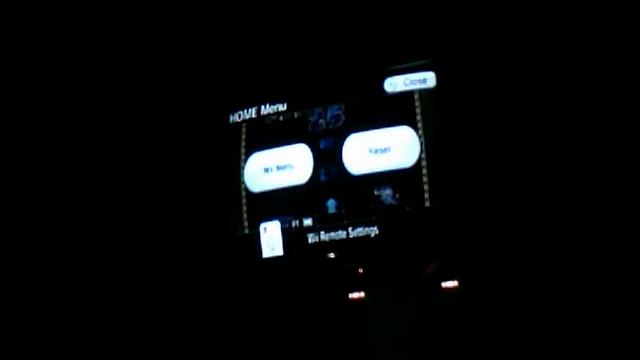 Close
HOME Menu
Wii Menu
Reset
Wii Remote Settings